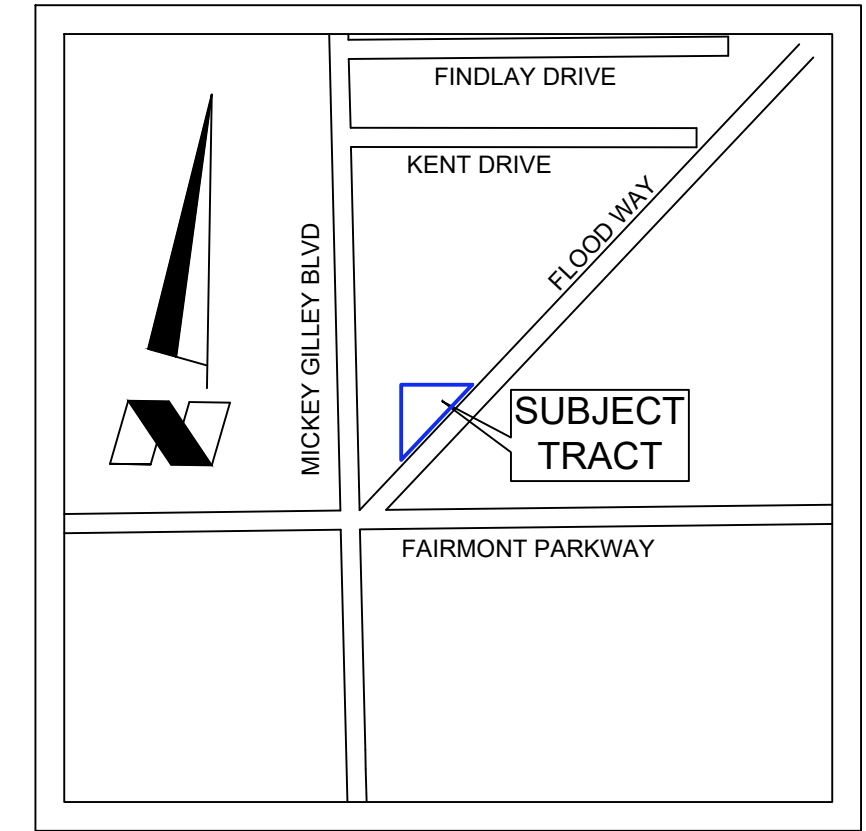 FINDLAY DRIVE
KENT DRIVE
FLOOD WAY
MICKEY GILLEY BLVD
SUBJECT
TRACT
FAIRMONT PARKWAY
N